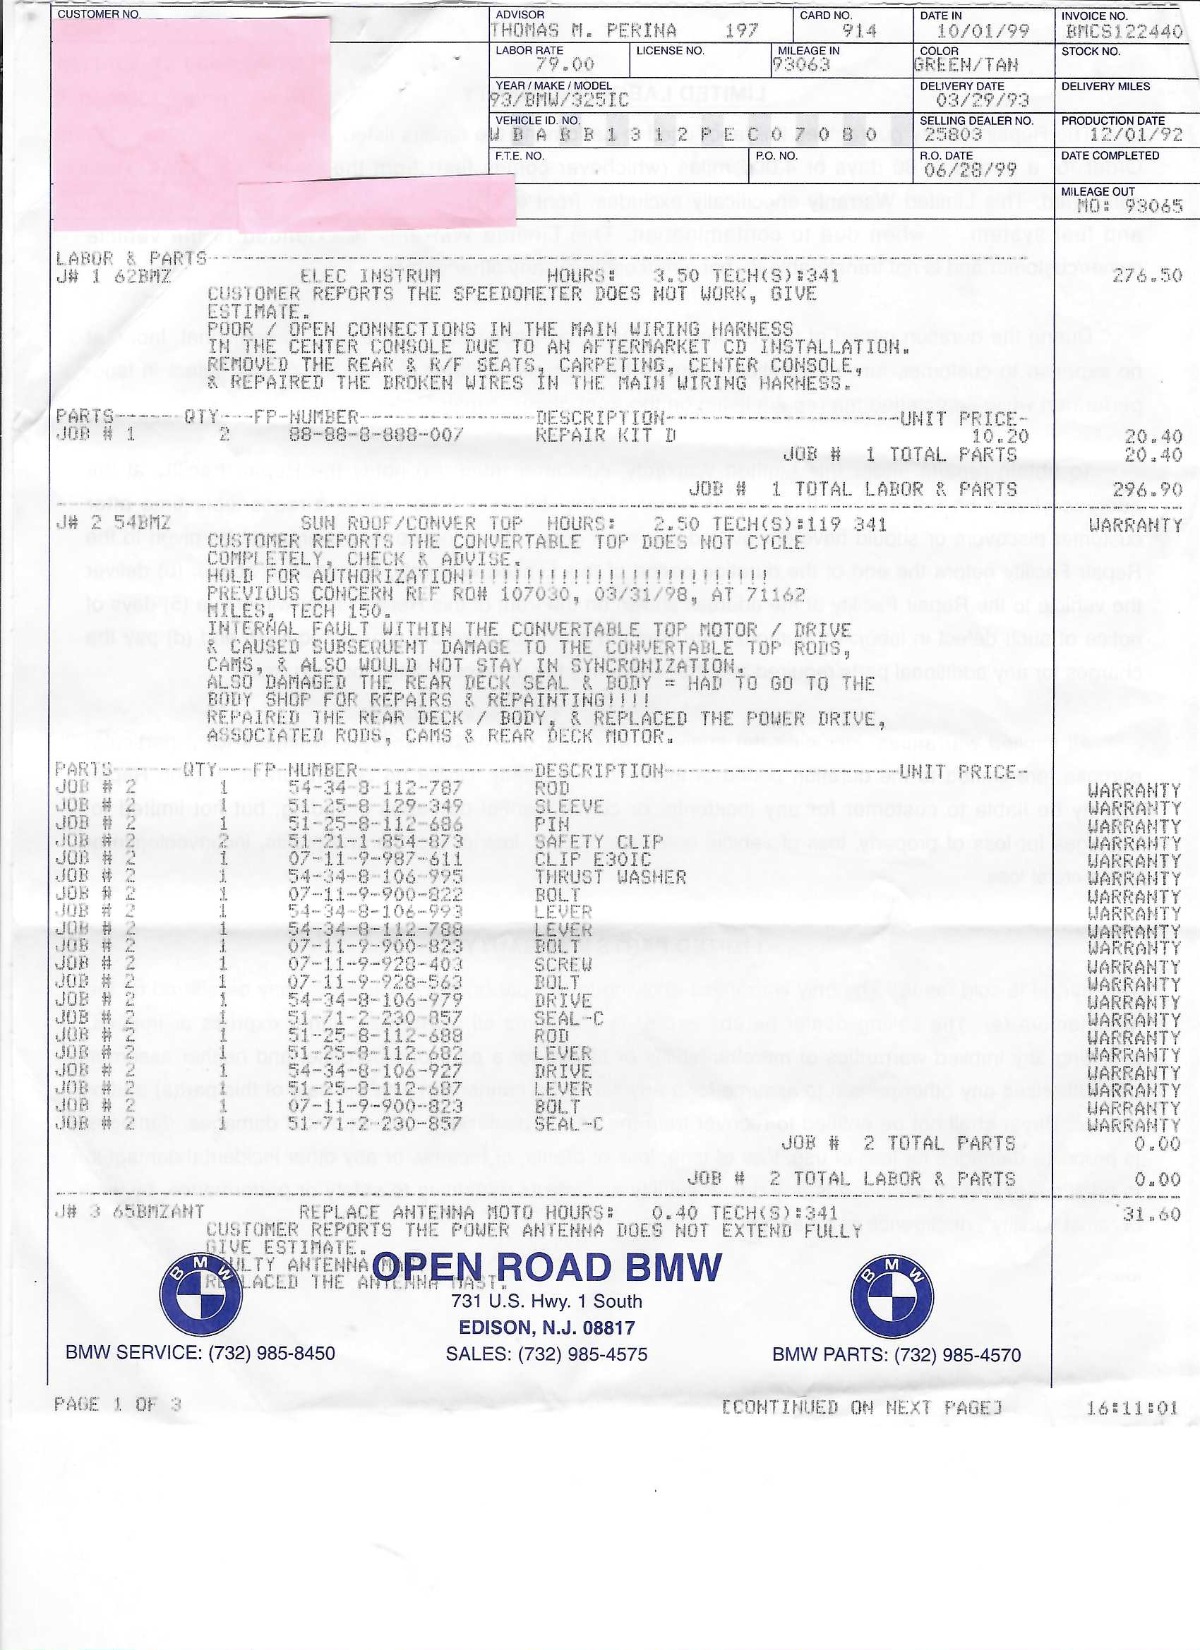 CUSTOMER NO.
ADVISOR CARD NO. DATE IN INVOICE NO.
THOMAS M. PERINA 197 914 10/01/99 BMCS122440
LABOR RATE LICENSE NO. MILEAGE IN COLOR STOCK NO.
79.00 93063 GREEN/TAN
YEAR / MAKE / MODEL DELIVERY DATE DELIVERY MILES
93/BMW/325IC 03/29/93
VEHICLE ID. NO. SELLING DEALER NO. PRODUCTION DATE
W B A B B 1 3 1 2 P E C 0 7 0 8 0 25803 12/01/92
F.T.E. NO. P.O. NO. R.O. DATE DATE COMPLETED
06/28/99
MILEAGE OUT
MO: 93065
LABOR & PARTS
J# 1 62BMZ ELEC INSTRUM HOURS: 3.50 TECH(S):341 276.50
CUSTOMER REPORTS THE SPEEDOMETER DOES NOT WORK, GIVE
ESTIMATE.
POOR / OPEN CONNECTIONS IN THE MAIN WIRING HARNESS
IN THE CENTER CONSOLE DUE TO AN AFTERMARKET CD INSTALLATION.
REMOVED THE REAR & R/F SEATS, CARPETING, CENTER CONSOLE,
& REPAIRED THE BROKEN WIRES IN THE MAIN WIRING HARNESS.
PARTS------QTY---FP-NUMBER---------------DESCRIPTION--------------------UNIT PRICE-
JOB # 1 2 88-88-8-888-007 REPAIR KIT D 10.20 20.40
JOB # 1 TOTAL PARTS 20.40
JOB # 1 TOTAL LABOR & PARTS 296.90
J# 2 54BMZ SUN ROOF/CONVER TOP HOURS: 2.50 TECH(S):119 341 WARRANTY
CUSTOMER REPORTS THE CONVERTABLE TOP DOES NOT CYCLE
COMPLETELY, CHECK & ADVISE.
HOLD FOR AUTHORIZATION!!!!!!!!!!!!!!!!!!!!!!!!!!
PREVIOUS CONCERN REF RO# 107030, 03/31/98, AT 71162
MILES, TECH 150.
INTERNAL FAULT WITHIN THE CONVERTABLE TOP MOTOR / DRIVE
& CAUSED SUBSEQUENT DAMAGE TO THE CONVERTABLE TOP RODS,
CAMS, & ALSO WOULD NOT STAY IN SYNCRONIZATION.
ALSO DAMAGED THE REAR DECK SEAL & BODY = HAD TO GO TO THE
BODY SHOP FOR REPAIRS & REPAINTING!!!!
REPAIRED THE REAR DECK / BODY, & REPLACED THE POWER DRIVE,
ASSOCIATED RODS, CAMS & REAR DECK MOTOR.
PARTS------QTY---FP-NUMBER---------------DESCRIPTION--------------------UNIT PRICE-
JOB # 2 1 54-34-8-112-787 ROD WARRANTY
JOB # 2 1 51-25-8-129-349 SLEEVE WARRANTY
JOB # 2 1 51-25-8-112-686 PIN WARRANTY
JOB # 2 2 51-21-1-854-873 SAFETY CLIP WARRANTY
JOB # 2 1 07-11-9-987-611 CLIP E30IC WARRANTY
JOB # 2 1 54-34-8-106-995 THRUST WASHER WARRANTY
JOB # 2 1 07-11-9-900-822 BOLT WARRANTY
JOB # 2 1 54-34-8-106-993 LEVER WARRANTY
JOB # 2 1 54-34-8-112-788 LEVER WARRANTY
JOB # 2 1 07-11-9-900-823 BOLT WARRANTY
JOB # 2 1 07-11-9-928-403 SCREW WARRANTY
JOB # 2 1 07-11-9-928-563 BOLT WARRANTY
JOB # 2 1 54-34-8-106-979 DRIVE WARRANTY
JOB # 2 1 51-71-2-230-857 SEAL-C WARRANTY
JOB # 2 1 51-25-8-112-688 ROD WARRANTY
JOB # 2 1 51-25-8-112-682 LEVER WARRANTY
JOB # 2 1 54-34-8-106-927 DRIVE WARRANTY
JOB # 2 1 51-25-8-112-687 LEVER WARRANTY
JOB # 2 1 07-11-9-900-823 BOLT WARRANTY
JOB # 2 1 51-71-2-230-857 SEAL-C WARRANTY
JOB # 2 TOTAL PARTS 0.00
JOB # 2 TOTAL LABOR & PARTS 0.00
J# 3 65BMZANT REPLACE ANTENNA MOTO HOURS: 0.40 TECH(S):341 31.60
CUSTOMER REPORTS THE POWER ANTENNA DOES NOT EXTEND FULLY
GIVE ESTIMATE.
FAULTY ANTENNA
REPLACED THE ANTENNA MAST.
BMW OPEN ROAD BMW BMW
731 U.S. Hwy. 1 South
EDISON, N.J. 08817
BMW SERVICE: (732) 985-8450 SALES: (732) 985-4575 BMW PARTS: (732) 985-4570
PAGE 1 OF 3 [CONTINUED ON NEXT PAGE] 16:11:01